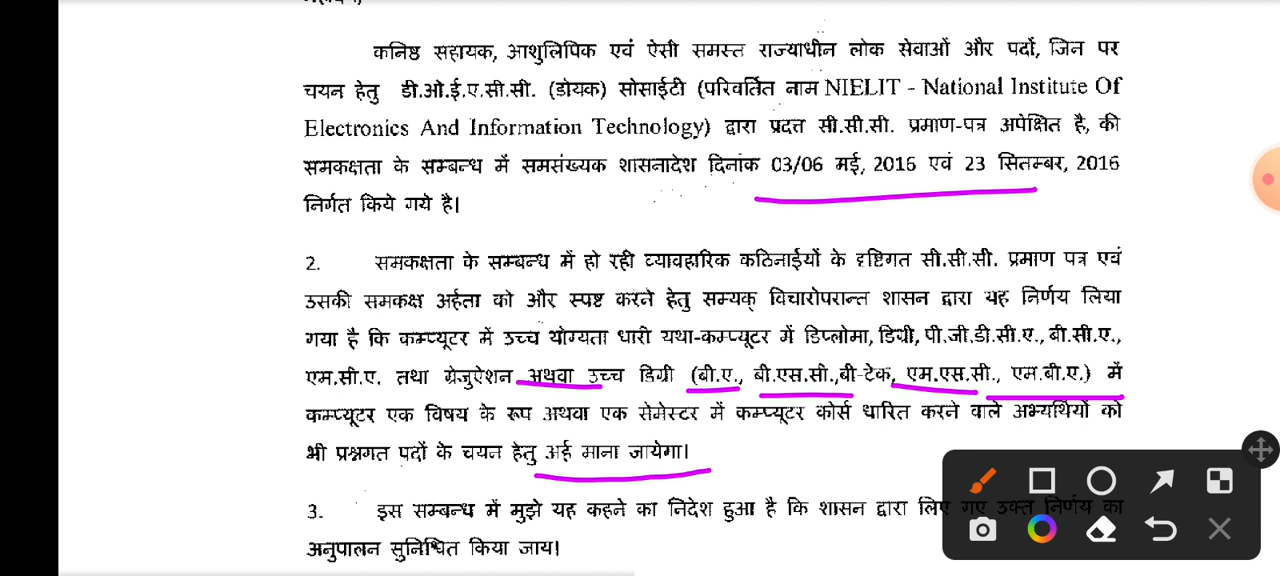 कनिष्ठ सहायक, आशुलिपिक एवं ऐसी समस्त राज्याधीन लोक सेवाओं और पदों, जिन पर
चयन हेतु डी.ओ.ई.ए.सी.सी. (डोयक) सोसाईटी (परिवर्तित नाम NIELIT - National Institute Of
Electronics And Information Technology) द्वारा प्रदत्त सी.सी.सी. प्रमाण-पत्र अपेक्षित है, की
समकक्षता के सम्बन्ध में समसंख्यक शासनादेश दिनांक 03/06 मई, 2016 एवं 23 सितम्बर, 2016
निर्गत किये गये है।
2. समकक्षता के सम्बन्ध में हो रही व्यावहारिक कठिनाईयों के दृष्टिगत सी.सी.सी. प्रमाण पत्र एवं
उसकी समकक्ष अर्हता को और स्पष्ट करने हेतु सम्यक् विचारोपरान्त शासन द्वारा यह निर्णय लिया
गया है कि कम्प्यूटर में उच्च योग्यता धारी यथा-कम्प्यूटर में डिप्लोमा, डिग्री, पी.जी.डी.सी.ए., बी.सी.ए.,
एम.सी.ए. तथा ग्रेजुऐशन अथवा उच्च डिग्री (बी.ए., बी.एस.सी.,बी-टेक, एम.एस.सी., एम.बी.ए.) में
कम्प्यूटर एक विषय के रूप अथवा एक सेमेस्टर में कम्प्यूटर कोर्स धारित करने वाले अभ्यर्थियों को
भी प्रश्नगत पदों के चयन हेतु अर्ह माना जायेगा।
3. इस सम्बन्ध में मुझे यह कहने का निदेश हुआ है कि शासन द्वारा लिए गए उक्त निर्णय का
अनुपालन सुनिश्चित किया जाय।